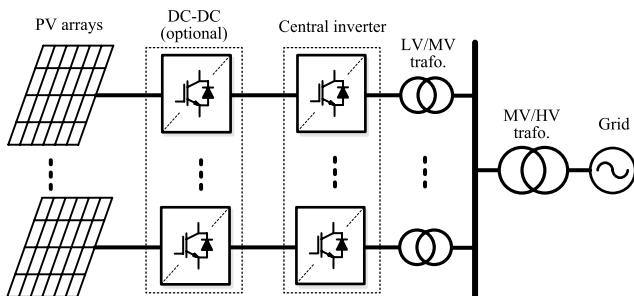 PV arrays
DC-DC
(optional)
Central inverter
LV/MV
trafo.
MV/HV
trafo.
Grid